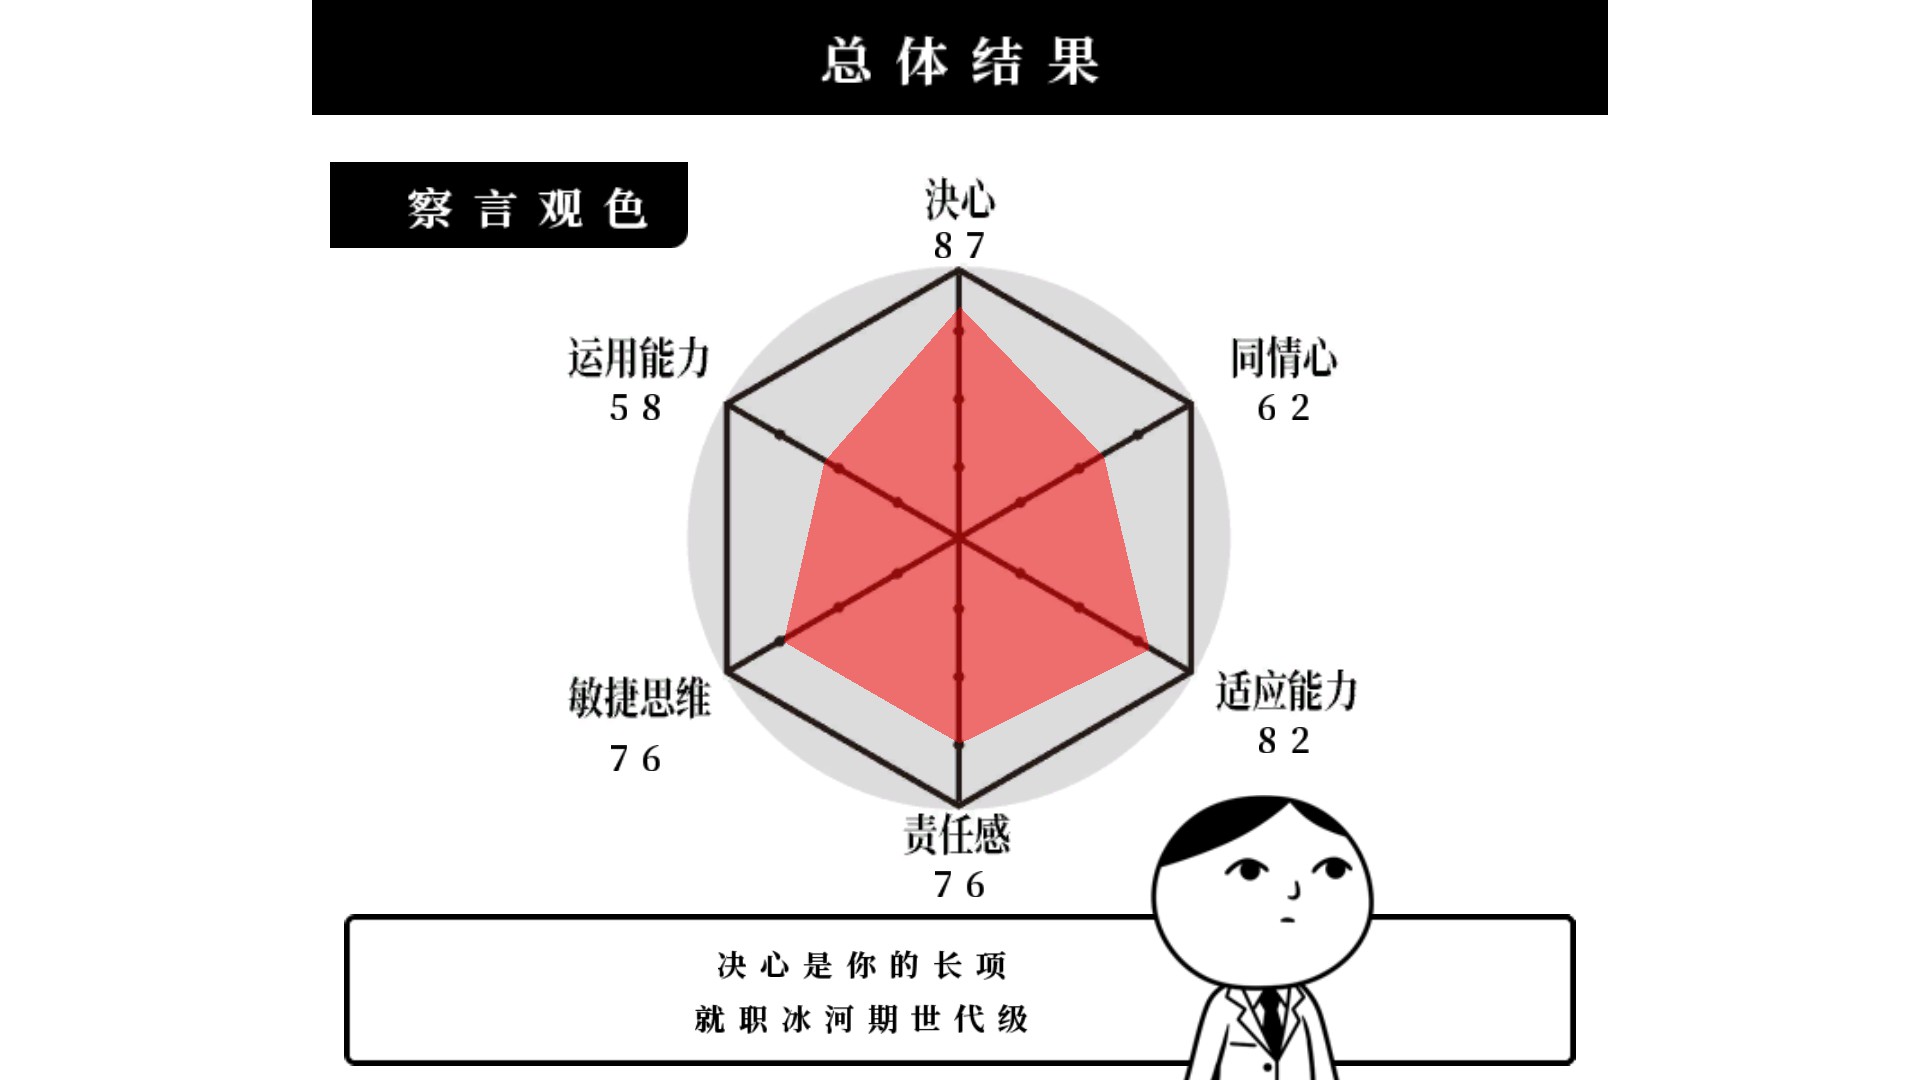 总体结果
察言观色
決心
87
运用能力
58
同情心
62
敏捷思维
76
适应能力
82
责任感
76
决心是你的长项
就职冰河期世代级